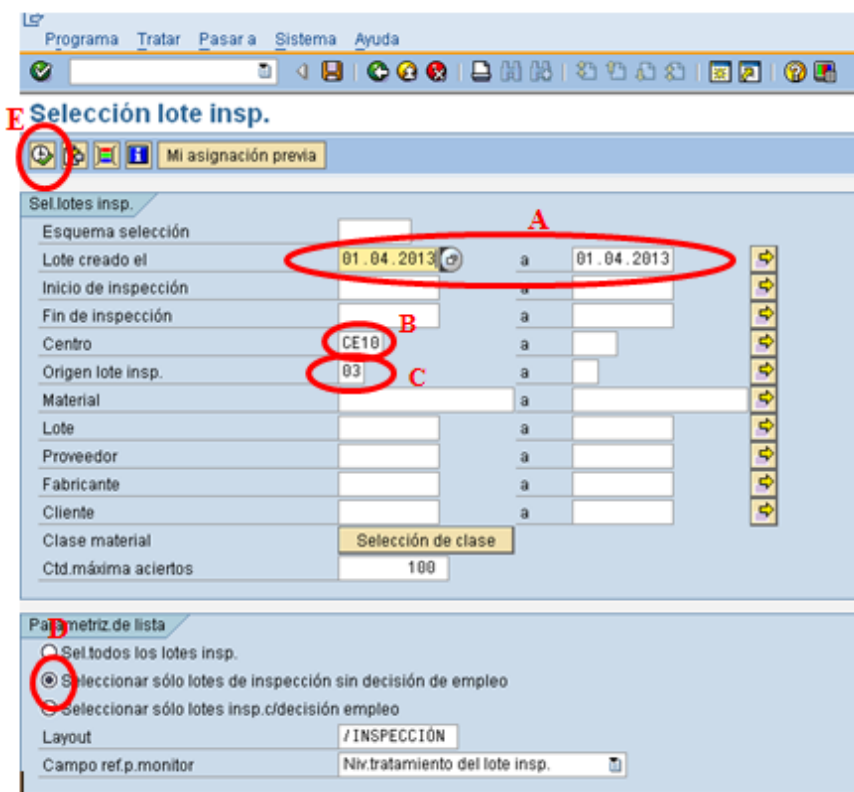 Programa Tratar Pasar a Sistema Ayuda
Selección lote insp.
E
Mi asignación previa
Sel.lotes insp.
Esquema selección
A
Lote creado el 01.04.2013 a 01.04.2013
Inicio de inspección a
Fin de inspección a
B
Centro CE10 a
Origen lote insp. 03 a
C
Material a
Lote a
Proveedor a
Fabricante a
Cliente a
Clase material Selección de clase
Ctd.máxima aciertos 100
Parametriz.de lista
D
Sel.todos los lotes insp.
Seleccionar sólo lotes de inspección sin decisión de empleo
Seleccionar sólo lotes insp.c/decisión empleo
Layout /INSPECCIÓN
Campo ref.p.monitor Niv.tratamiento del lote insp.